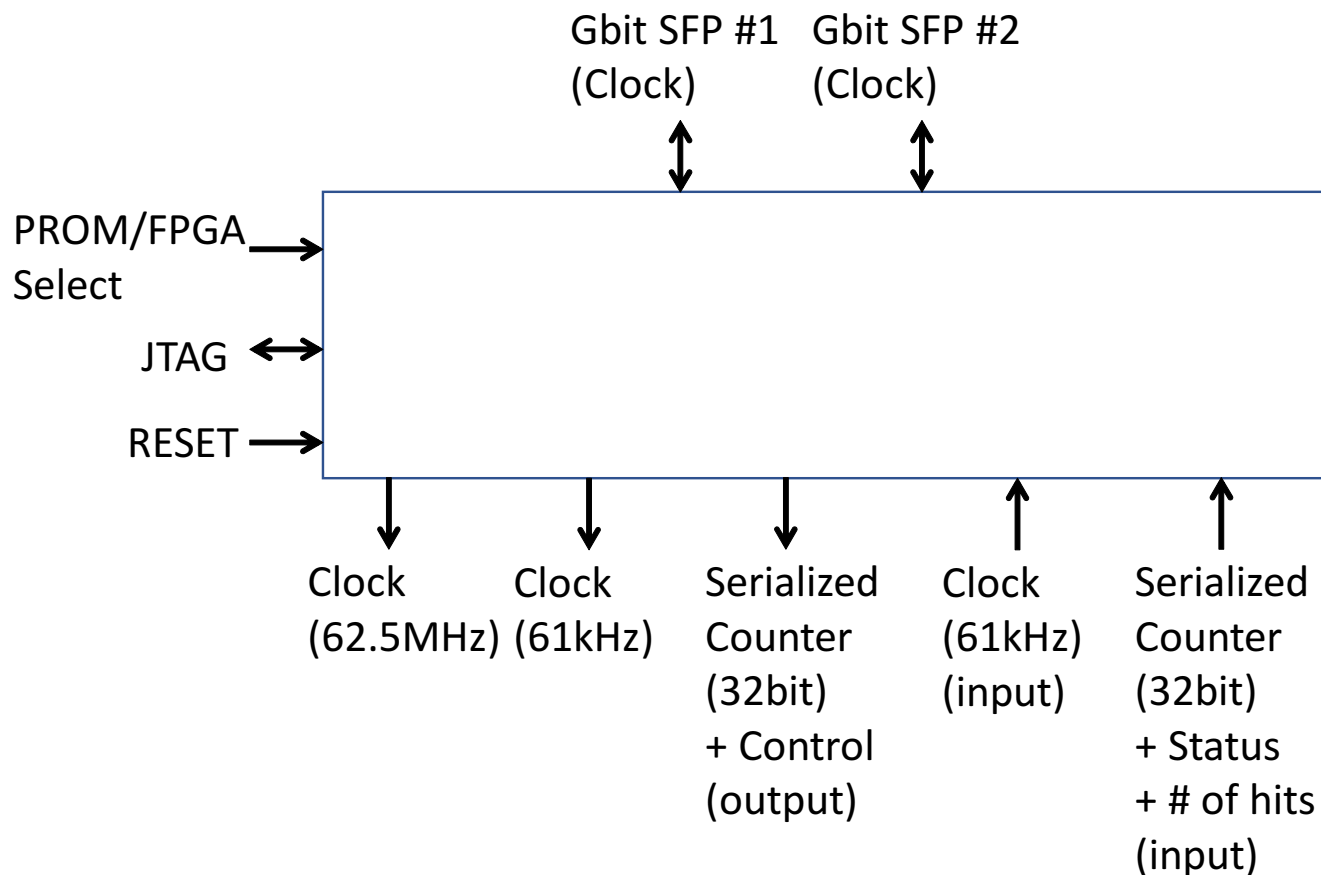 Gbit SFP #1
(Clock)
Gbit SFP #2
(Clock)
PROM/FPGA
Select
JTAG
RESET
Clock
(62.5MHz)
Clock
(61kHz)
Serialized
Counter
(32bit)
+ Control
(output)
Clock
(61kHz)
(input)
Serialized
Counter
(32bit)
+ Status
+ # of hits
(input)